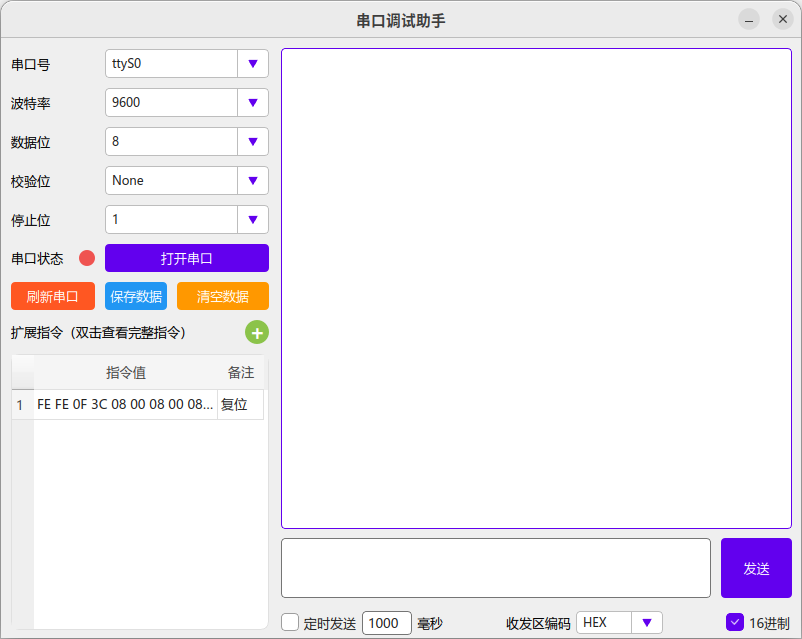 串口调试助手
串口号 ttyS0
波特率 9600
数据位 8
校验位 None
停止位 1
串口状态 打开串口
刷新串口 保存数据 清空数据
扩展指令（双击查看完整指令）
指令值 备注
1 FE FE 0F 3C 08 00 08 00 08... 复位
发送
定时发送 1000 毫秒 收发区编码 HEX 16进制